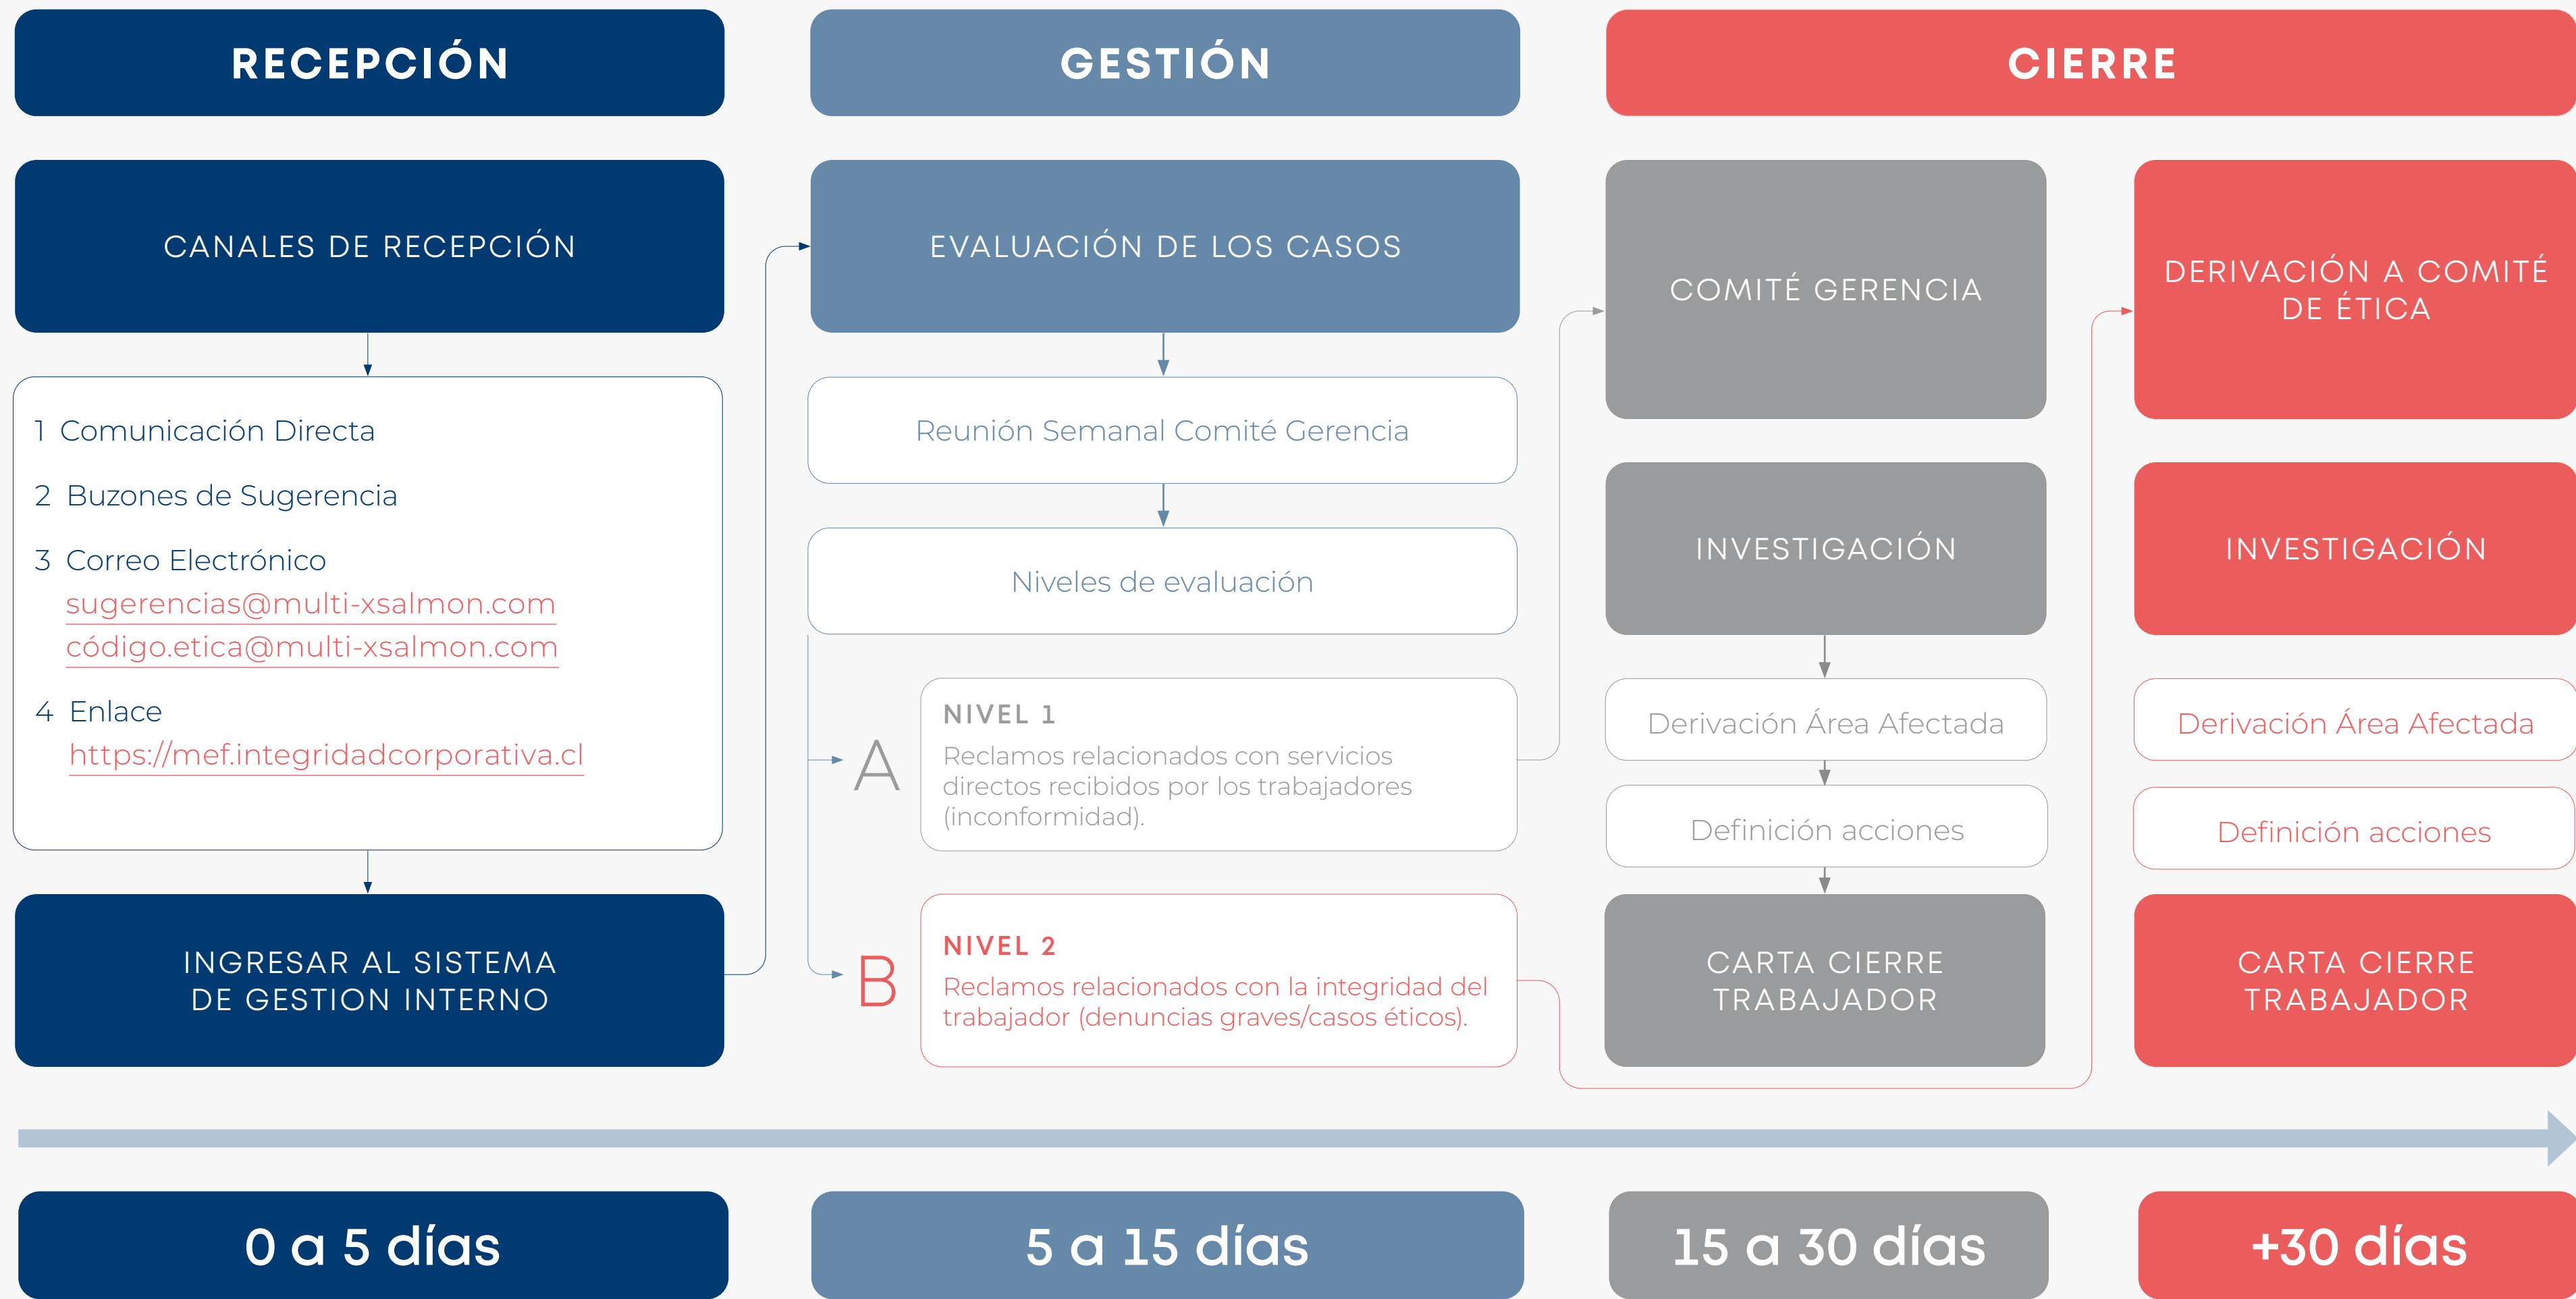 RECEPCIÓN
GESTIÓN
CIERRE
CANALES DE RECEPCIÓN
1 Comunicación Directa
2 Buzones de Sugerencia
3 Correo Electrónico
sugerencias@multi-xsalmon.com
código.etica@multi-xsalmon.com
4 Enlace
https://mef.integridadcorporativa.cl
INGRESAR AL SISTEMA
DE GESTION INTERNO
EVALUACIÓN DE LOS CASOS
Reunión Semanal Comité Gerencia
Niveles de evaluación
A
NIVEL 1
Reclamos relacionados con servicios
directos recibidos por los trabajadores
(inconformidad).
B
NIVEL 2
Reclamos relacionados con la integridad del
trabajador (denuncias graves/casos éticos).
COMITÉ GERENCIA
INVESTIGACIÓN
Derivación Área Afectada
Definición acciones
CARTA CIERRE
TRABAJADOR
DERIVACIÓN A COMITÉ
DE ÉTICA
INVESTIGACIÓN
Derivación Área Afectada
Definición acciones
CARTA CIERRE
TRABAJADOR
0 a 5 días
5 a 15 días
15 a 30 días
+30 días